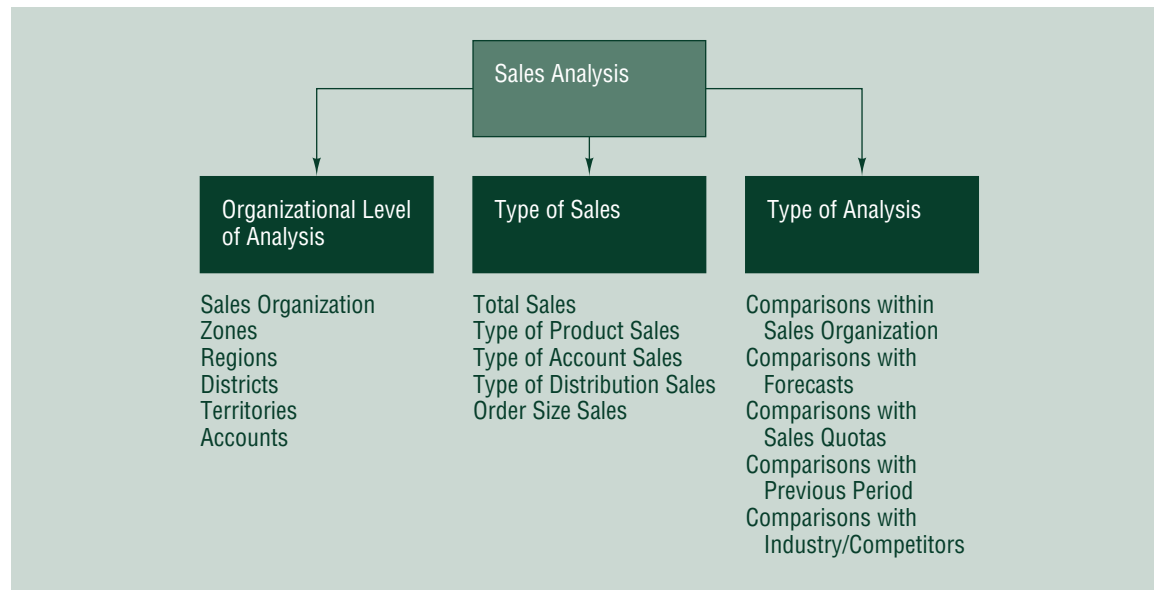 Sales Analysis
Organizational Level
of Analysis
Sales Organization
Zones
Regions
Districts
Territories
Accounts
Type of Sales
Total Sales
Type of Product Sales
Type of Account Sales
Type of Distribution Sales
Order Size Sales
Type of Analysis
Comparisons within
Sales Organization
Comparisons with
Forecasts
Comparisons with
Sales Quotas
Comparisons with
Previous Period
Comparisons with
Industry/Competitors